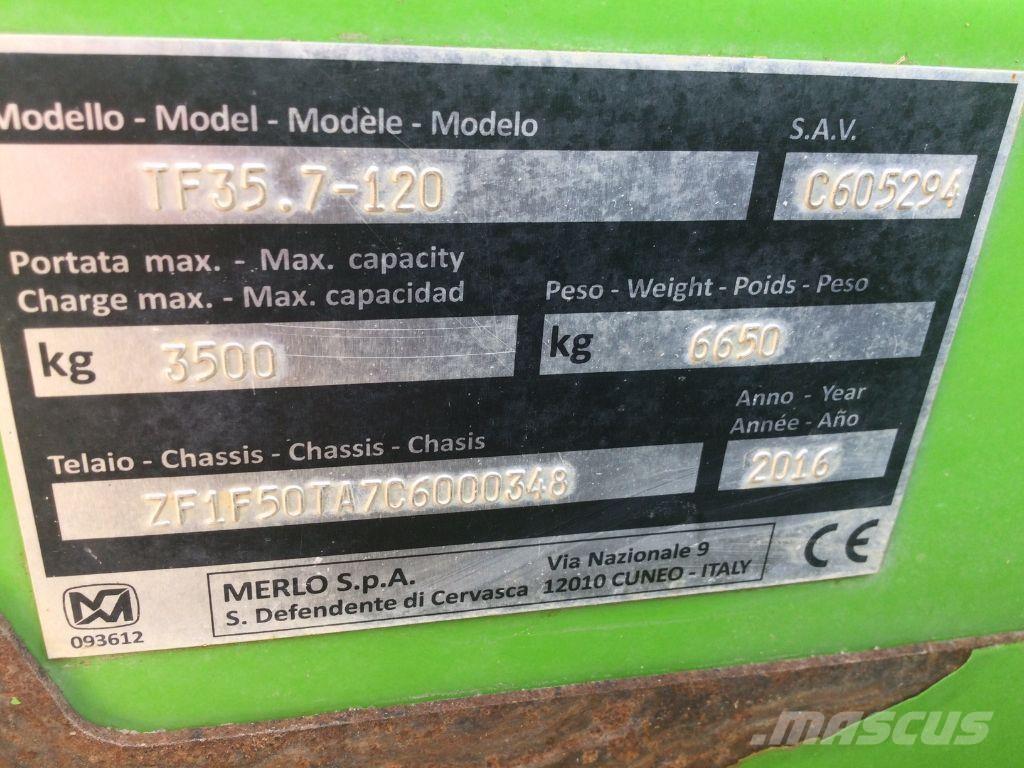 Modello - Model - Modèle - Modelo
S.A.V.
TF35.7-120
C605294
Portata max. - Max. capacity
Charge max. - Max. capacidad
Peso - Weight - Poids - Peso
kg 3500
kg 6650
Anno - Year
Année - Año
Telaio - Chassis - Chassis - Chasis
2016
ZF1F50TA7C6000348
CE
MERLO S.p.A.
S. Defendente di Cervasca
Via Nazionale 9
12010 CUNEO - ITALY
093612
MASCUS